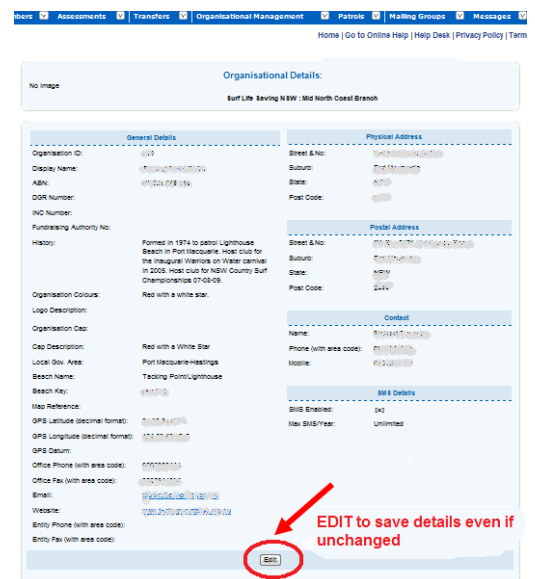 bers Assessments Transfers Organisational Management Patrols Mailing Groups Messages
Home | Go to Online Help | Help Desk | Privacy Policy | Term
Organisational Details:
No Image
Surf Life Saving NSW : Mid North Coast Branch
General Details
Organisation ID:
Display Name:
ABN:
DGR Number:
INC Number:
Fundraising Authority No:
History: Formed in 1974 to patrol Lighthouse
Beach in Port Macquarie. Host club for
the inaugural Warriors on Water carnival
in 2005. Host club for NSW Country Surf
Championships 07-08-09.
Organisation Colours: Red with a white star.
Logo Description:
Organisation Cap:
Cap Description: Red with a White Star
Local Gov. Area: Port Macquarie-Hastings
Beach Name: Tacking Point/Lighthouse
Beach Key:
Map Reference:
GPS Latitude (decimal format):
GPS Longitude (decimal format):
GPS Datum:
Office Phone (with area code):
Office Fax (with area code):
Email:
Website:
Entity Phone (with area code):
Entity Fax (with area code):
Physical Address
Street & No:
Suburb:
State:
Post Code:
Postal Address
Street & No:
Suburb:
State: NSW
Post Code:
Contact
Name:
Phone (with area code):
Mobile:
SMS Details
SMS Enabled: [x]
Max SMS/Year: Unlimited
EDIT to save details even if
unchanged
Edit